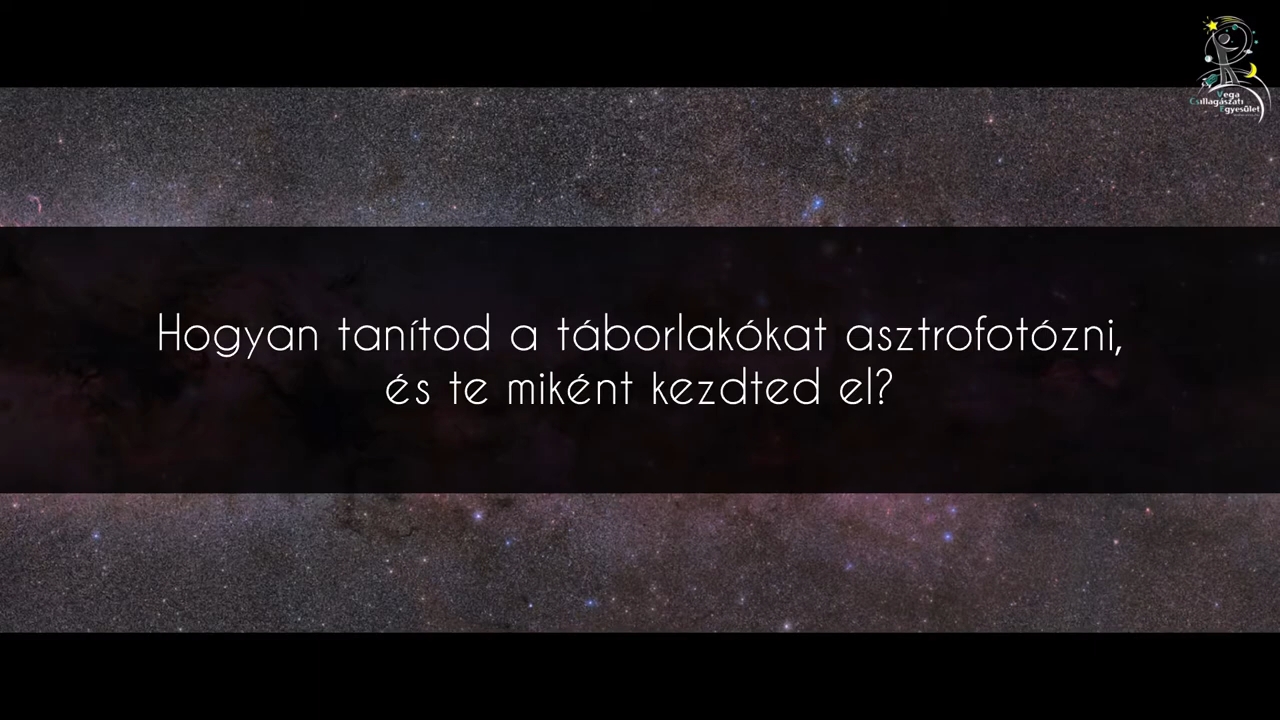 Vega
Csillagászati
Egyesület
Hogyan tanítod a táborlakókat asztrofotózni,
és te miként kezdted el?